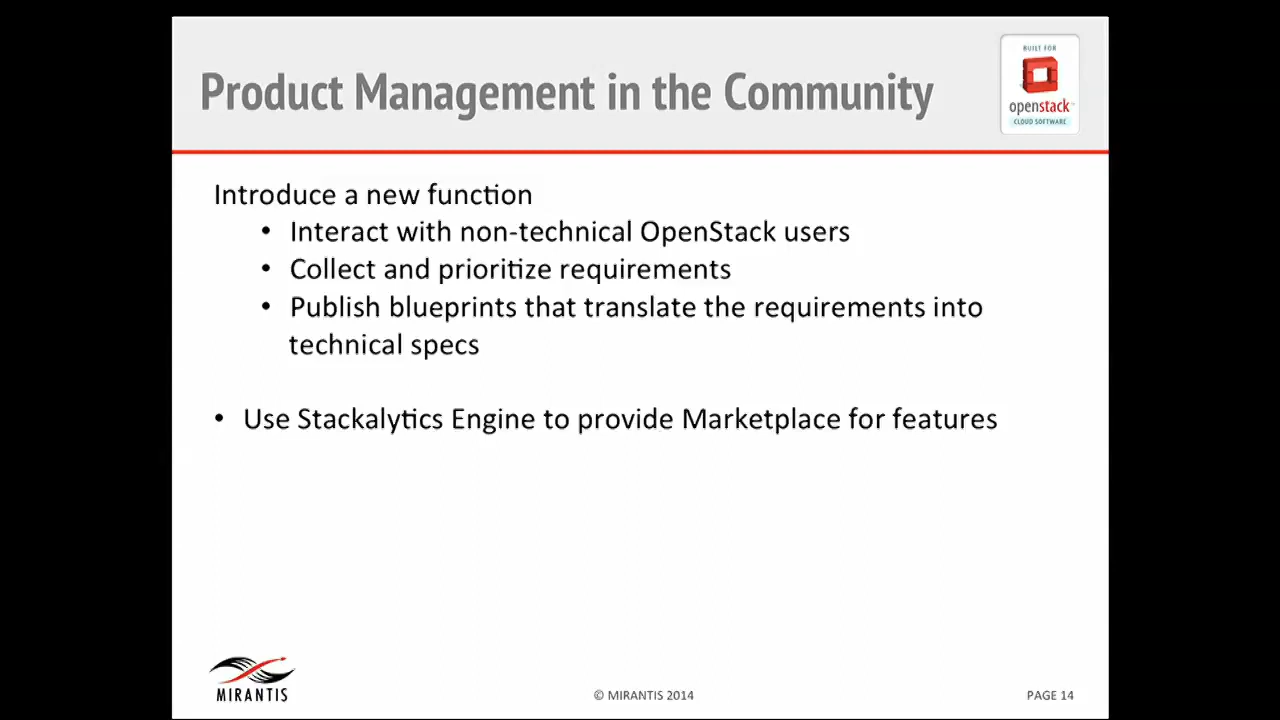 Product Management in the Community
BUILT FOR
openstack
CLOUD SOFTWARE
Introduce a new function
• Interact with non-technical OpenStack users
• Collect and prioritize requirements
• Publish blueprints that translate the requirements into
technical specs
• Use Stackalytics Engine to provide Marketplace for features
MIRANTIS
© MIRANTIS 2014
PAGE 14